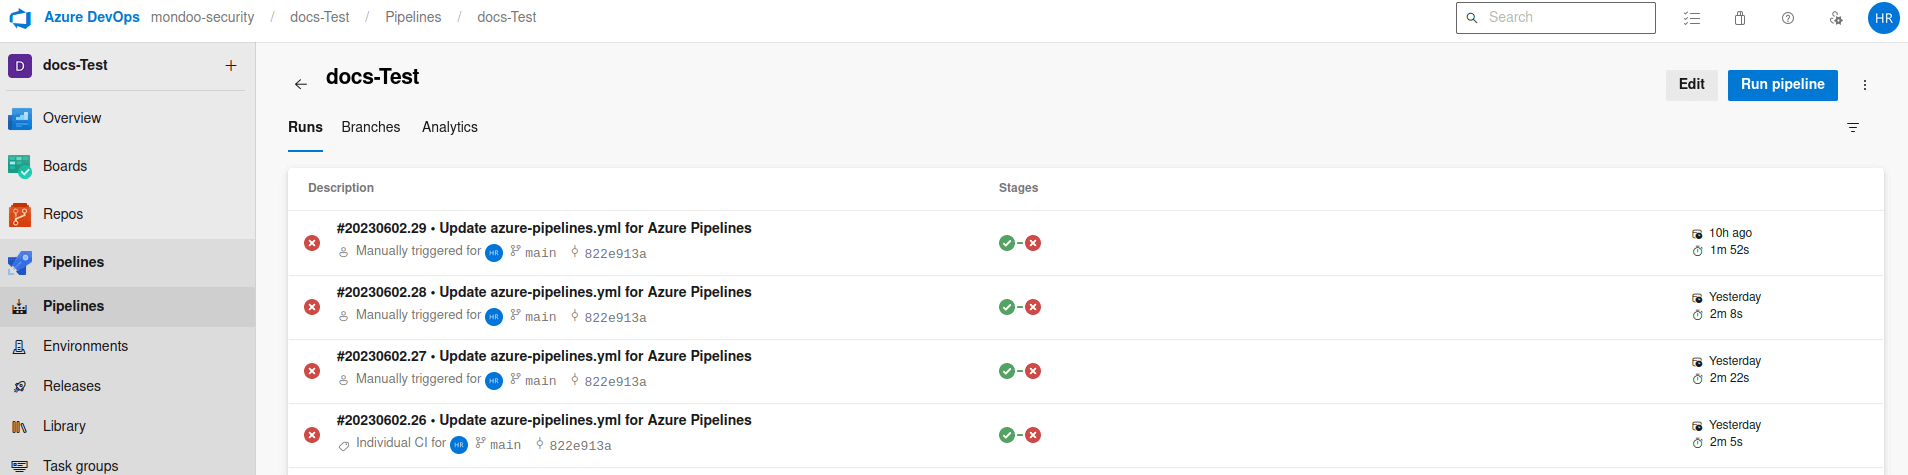 Azure DevOps mondoo-security / docs-Test / Pipelines / docs-Test
Search
HR
D docs-Test +
Overview
Boards
Repos
Pipelines
Pipelines
Environments
Releases
Library
Task groups
docs-Test
Edit
Run pipeline
Runs Branches Analytics
Description Stages
#20230602.29 • Update azure-pipelines.yml for Azure Pipelines
Manually triggered for HR main 822e913a
10h ago
1m 52s
#20230602.28 • Update azure-pipelines.yml for Azure Pipelines
Manually triggered for HR main 822e913a
Yesterday
2m 8s
#20230602.27 • Update azure-pipelines.yml for Azure Pipelines
Manually triggered for HR main 822e913a
Yesterday
2m 22s
#20230602.26 • Update azure-pipelines.yml for Azure Pipelines
Individual CI for HR main 822e913a
Yesterday
2m 5s